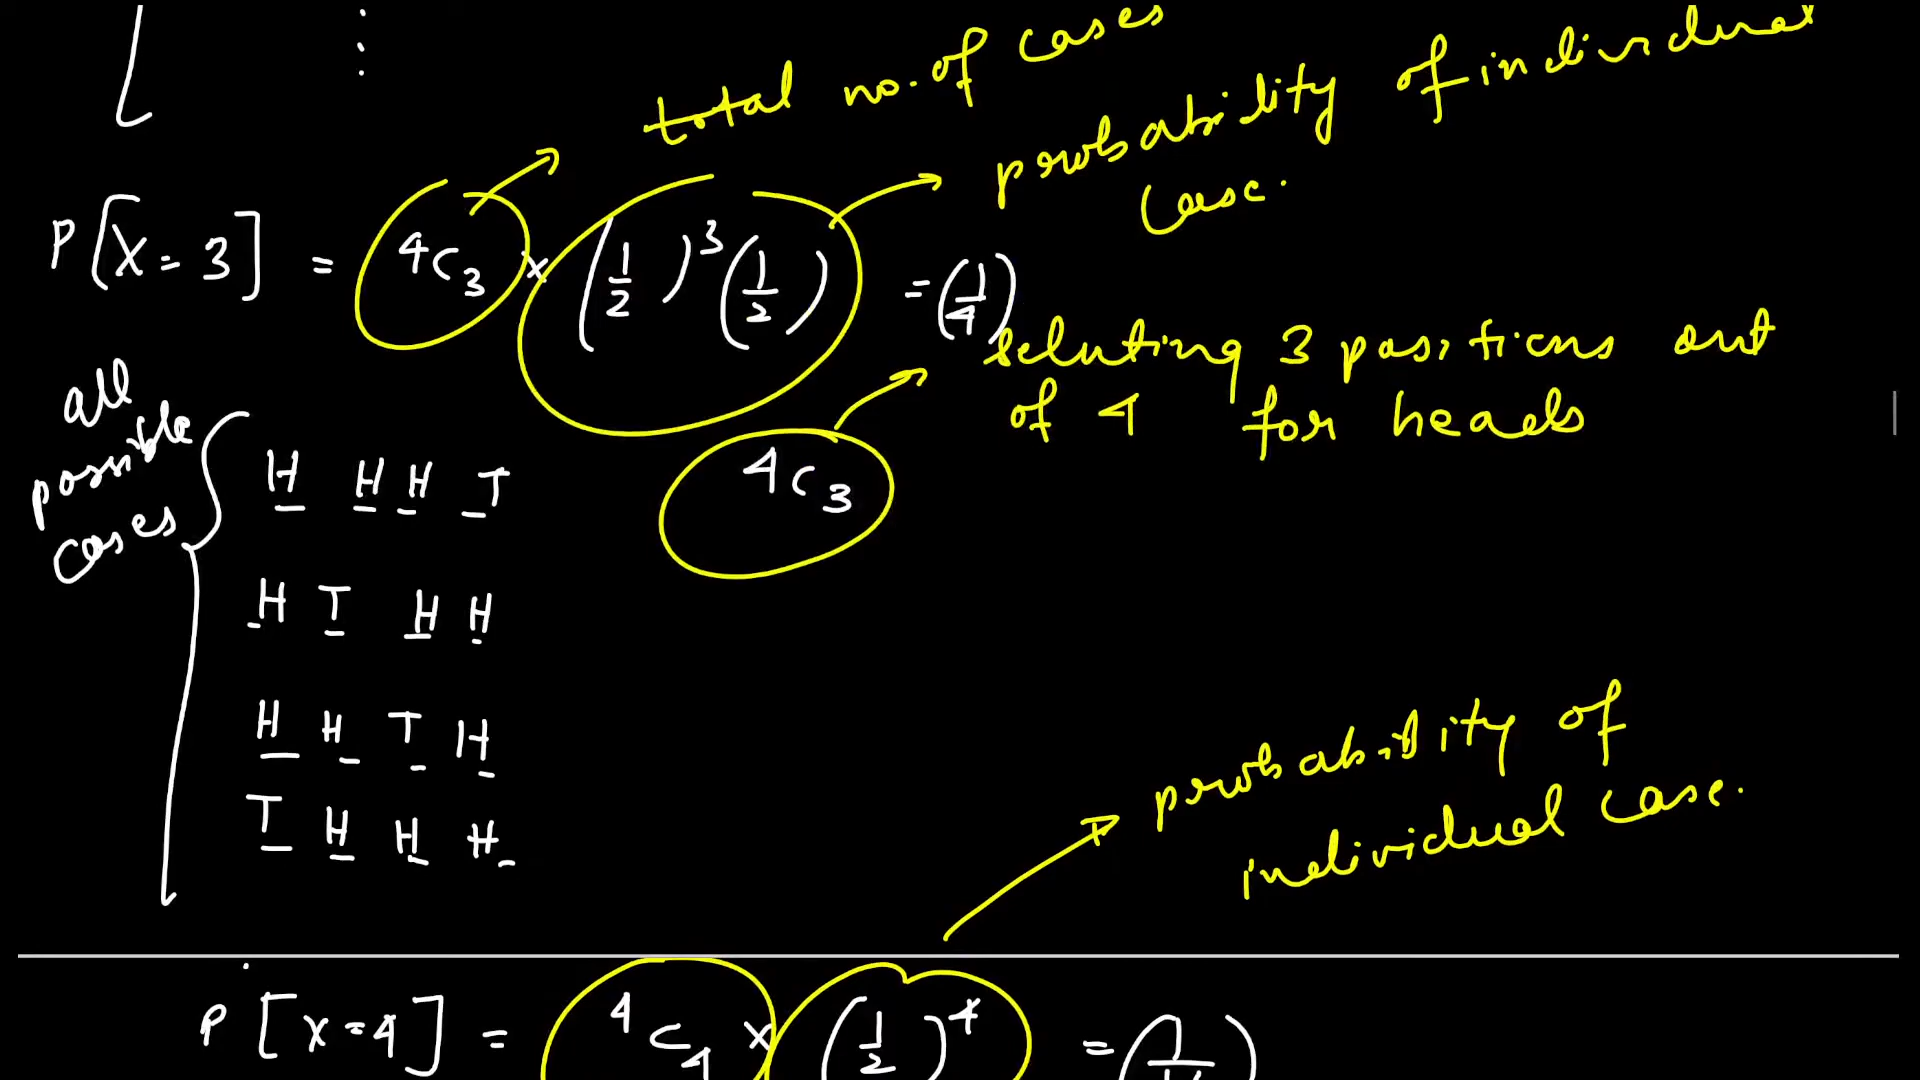 total no. of cases
probability of individual
case.
P[X = 3] = 4C3 × (1/2)^3 (1/2) = (1/4)
selecting 3 positions out
of 4 for heads
4C3
all
possible
cases
H H H T
H T H H
H H T H
T H H H
probability of
individual case.
P[X=4] = 4C4 × (1/2)^4 =